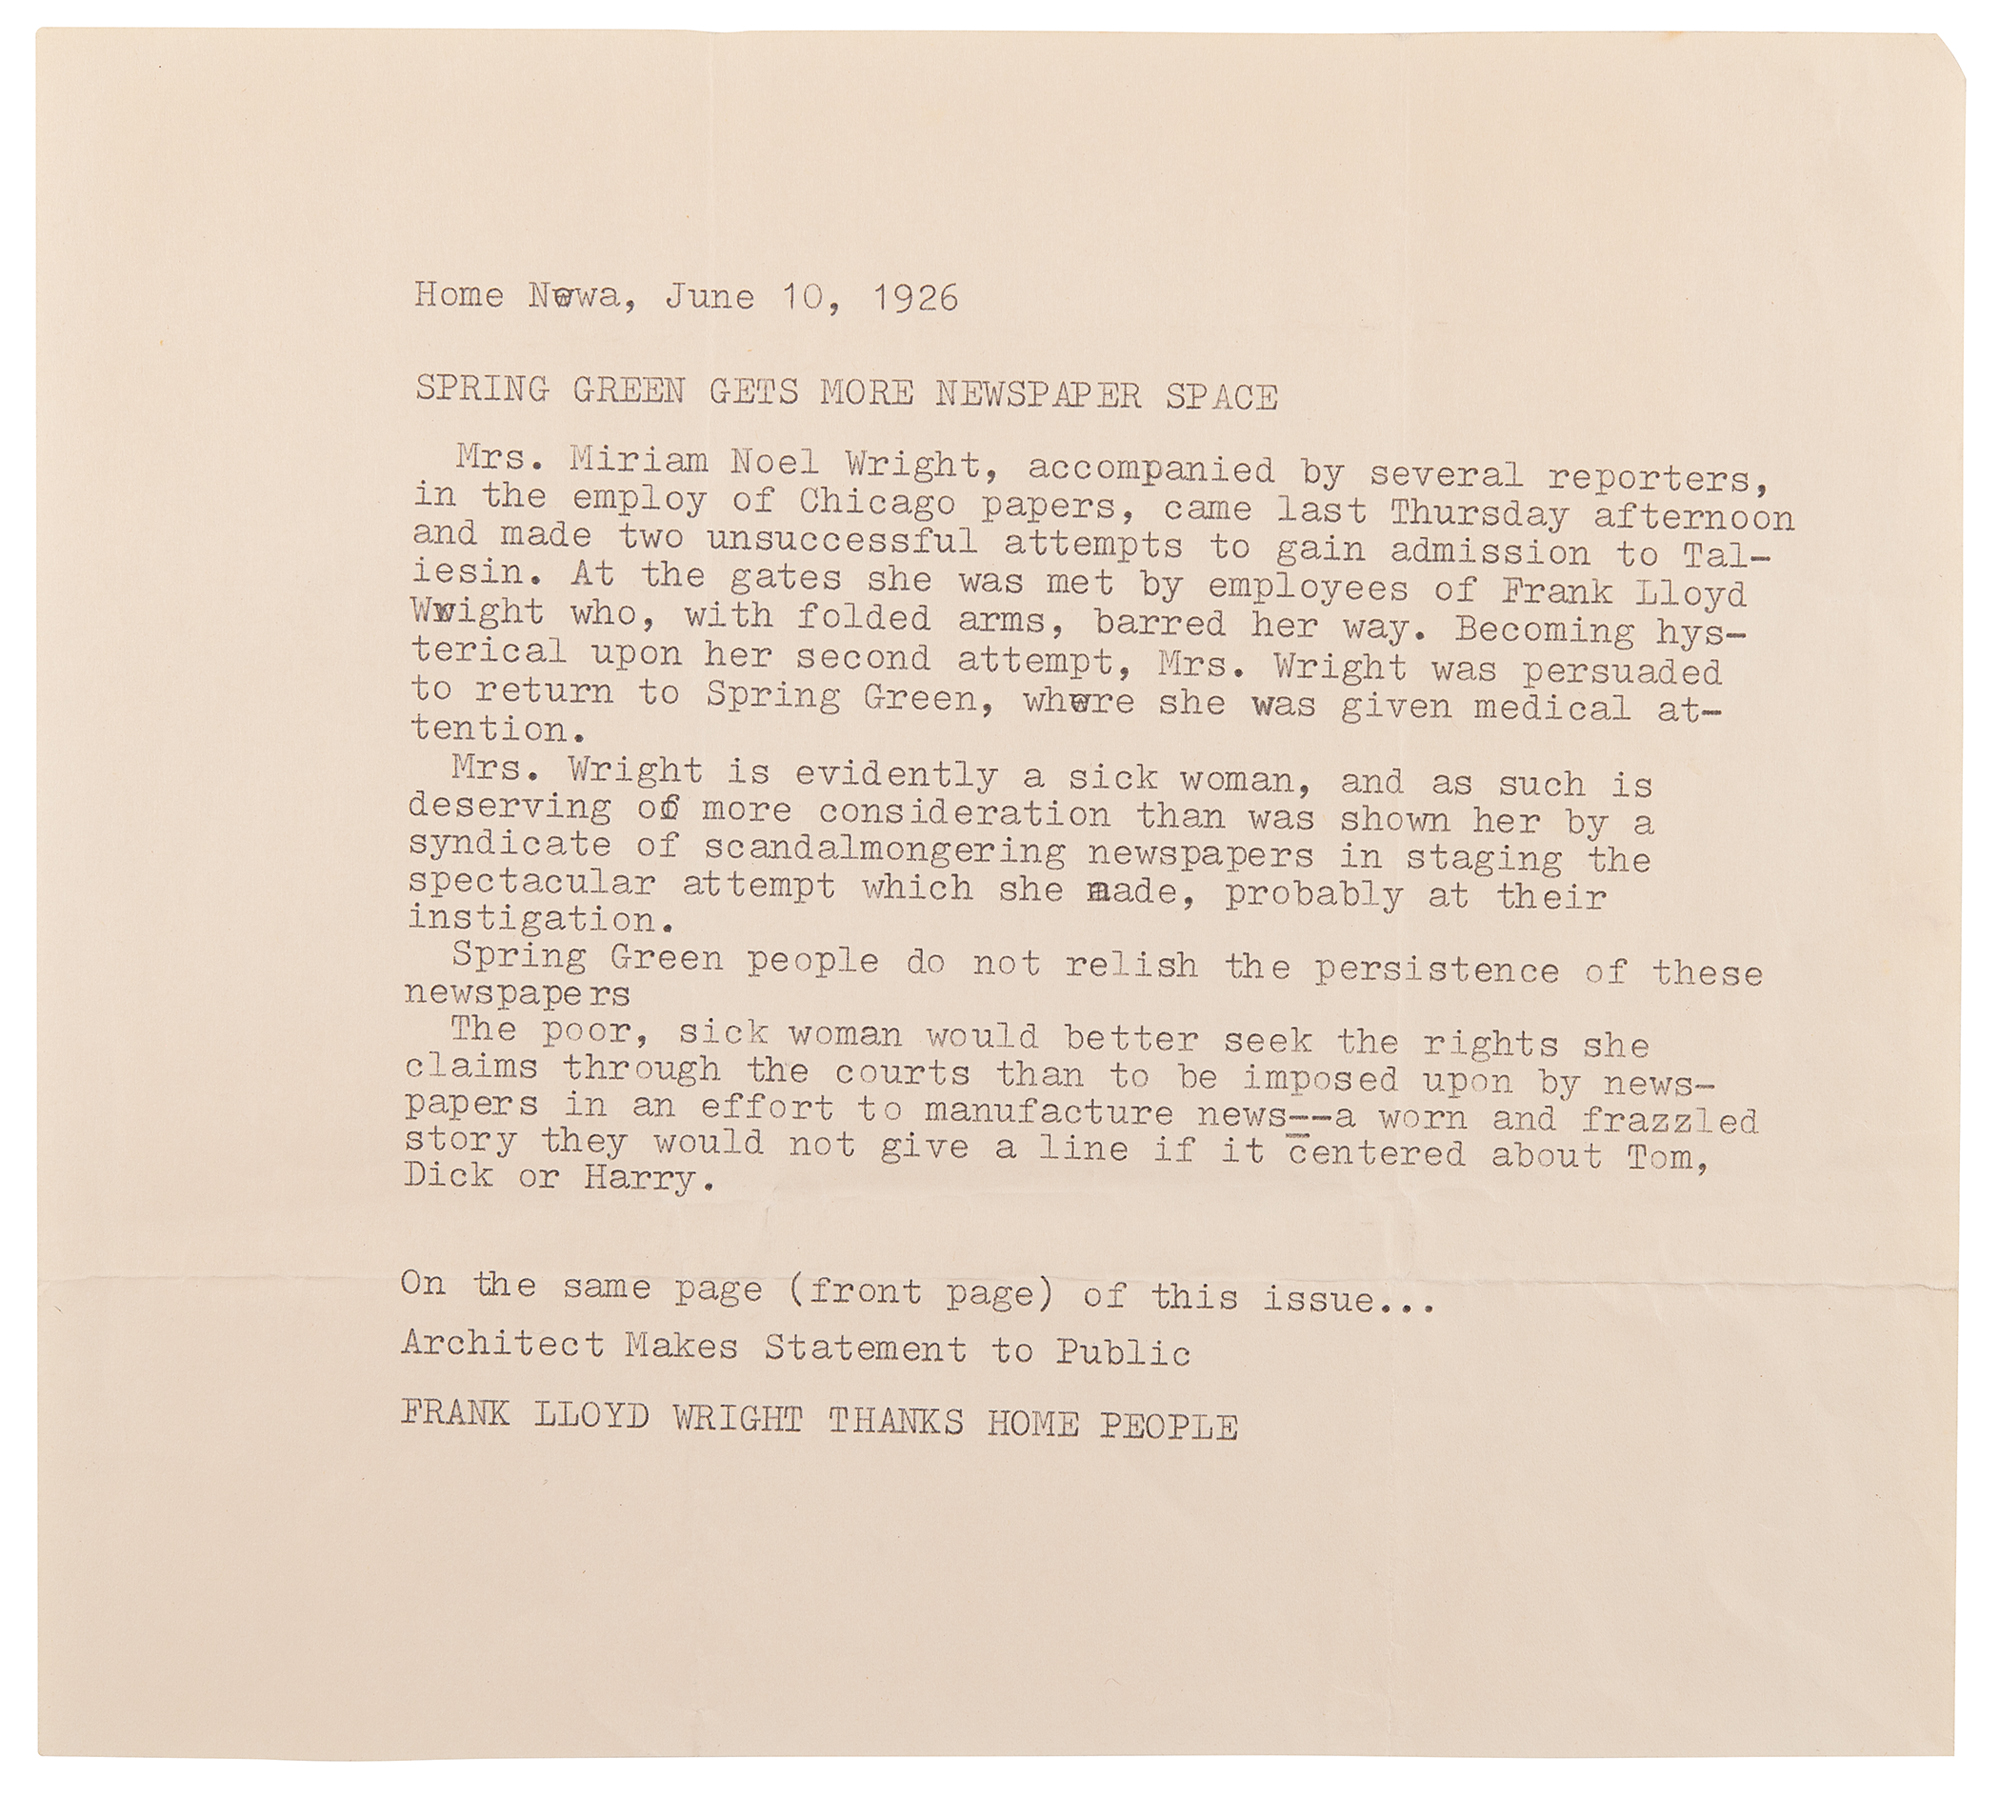 Home Newa, June 10, 1926
SPRING GREEN GETS MORE NEWSPAPER SPACE
Mrs. Miriam Noel Wright, accompanied by several reporters,
in the employ of Chicago papers, came last Thursday afternoon
and made two unsuccessful attempts to gain admission to Tal-
iesin. At the gates she was met by employees of Frank Lloyd
Wright who, with folded arms, barred her way. Becoming hys-
terical upon her second attempt, Mrs. Wright was persuaded
to return to Spring Green, where she was given medical at-
tention.
Mrs. Wright is evidently a sick woman, and as such is
deserving of more consideration than was shown her by a
syndicate of scandalmongering newspapers in staging the
spectacular attempt which she made, probably at their
instigation.
Spring Green people do not relish the persistence of these
newspapers
The poor, sick woman would better seek the rights she
claims through the courts than to be imposed upon by news-
papers in an effort to manufacture news--a worn and frazzled
story they would not give a line if it centered about Tom,
Dick or Harry.
On the same page (front page) of this issue...
Architect Makes Statement to Public
FRANK LLOYD WRIGHT THANKS HOME PEOPLE